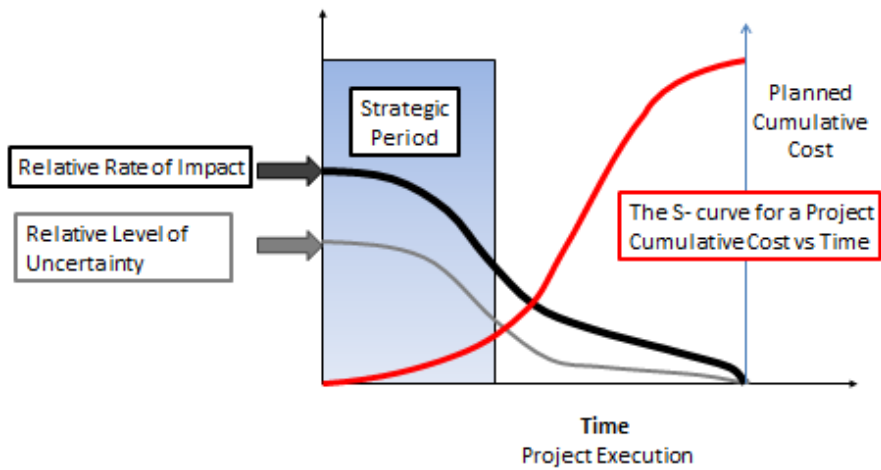 Strategic
Period
Planned
Cumulative
Cost
Relative Rate of Impact
Relative Level of
Uncertainty
The S- curve for a Project
Cumulative Cost vs Time
Time
Project Execution